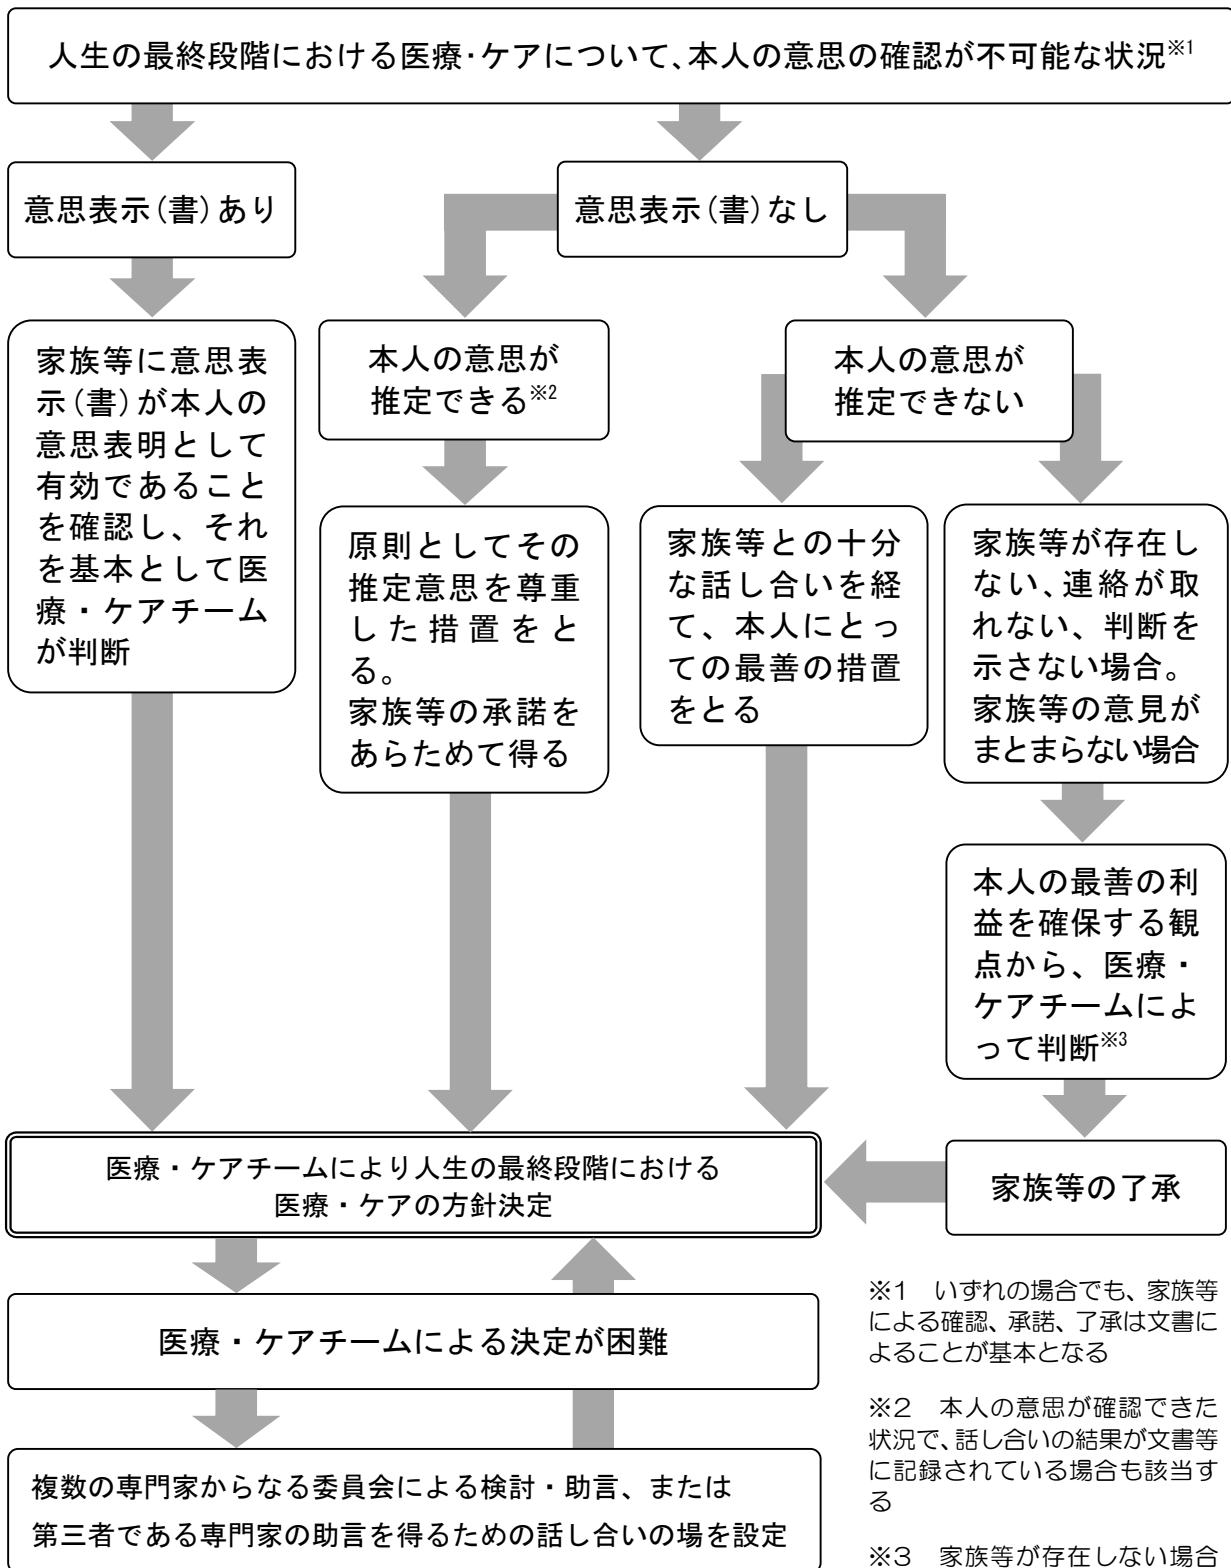 人生の最終段階における医療・ケアについて、本人の意思の確認が不可能な状況※1
意思表示(書)あり
意思表示(書)なし
家族等に意思表
示(書)が本人の
意思表明として
有効であること
を確認し、それ
を基本として医
療・ケアチーム
が判断
本人の意思が
推定できる※2
本人の意思が
推定できない
原則としてその
推定意思を尊重
した措置をと
る。
家族等の承諾を
あらためて得る
家族等との十分
な話し合いを経
て、本人にとっ
ての最善の措置
をとる
家族等が存在し
ない、連絡が取
れない、判断を
示さない場合。
家族等の意見が
まとまらない場合
本人の最善の利
益を確保する観
点から、医療・
ケアチームによ
って判断※3
家族等の了承
医療・ケアチームにより人生の最終段階における
医療・ケアの方針決定
医療・ケアチームによる決定が困難
複数の専門家からなる委員会による検討・助言、または
第三者である専門家の助言を得るための話し合いの場を設定
※1 いずれの場合でも、家族等
による確認、承諾、了承は文書に
よることが基本となる
※2 本人の意思が確認できた
状況で、話し合いの結果が文書等
に記録されている場合も該当す
る
※3 家族等が存在しない場合